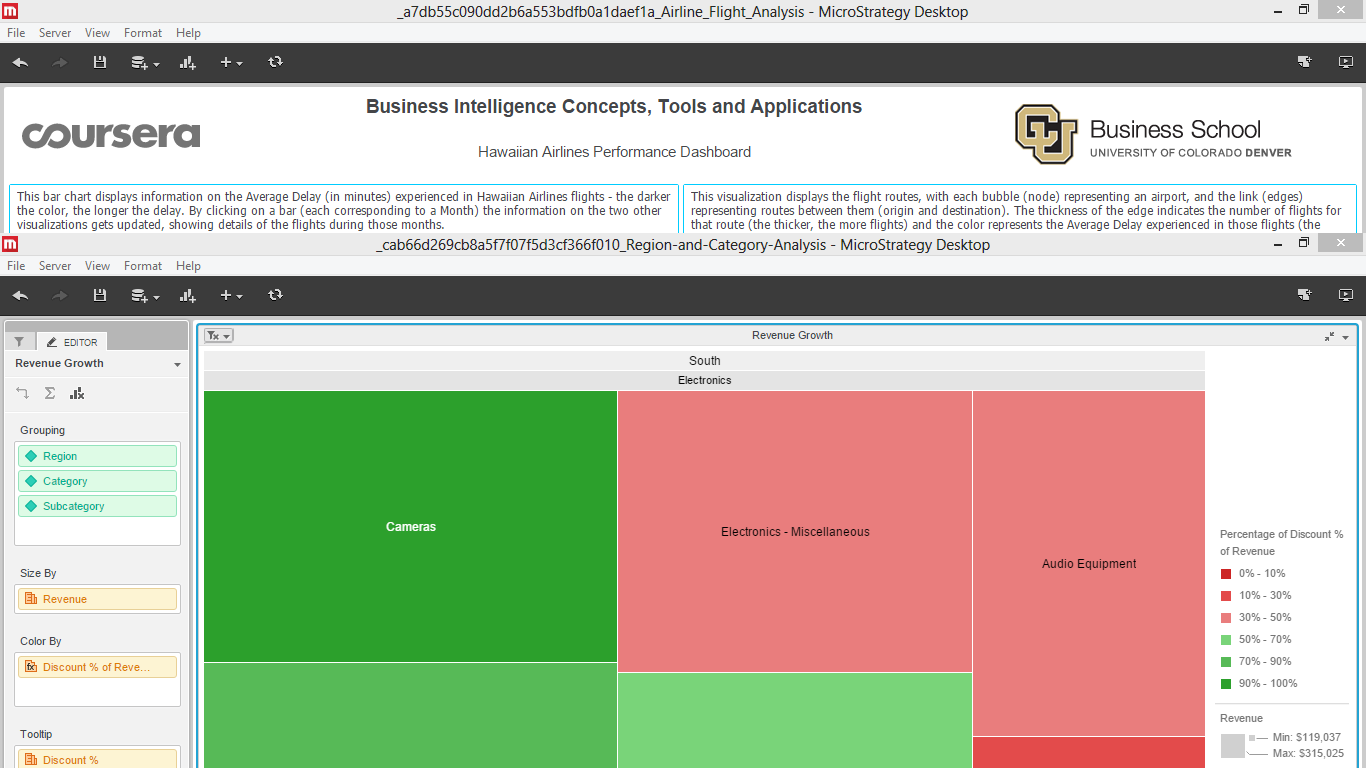 _a7db55c090dd2b6a553bdfb0a1daef1a_Airline_Flight_Analysis - MicroStrategy Desktop
File Server View Format Help
Business Intelligence Concepts, Tools and Applications
coursera
Hawaiian Airlines Performance Dashboard
CU
Business School
UNIVERSITY OF COLORADO DENVER
This bar chart displays information on the Average Delay (in minutes) experienced in Hawaiian Airlines flights - the darker
the color, the longer the delay. By clicking on a bar (each corresponding to a Month) the information on the two other
visualizations gets updated, showing details of the flights during those months.
This visualization displays the flight routes, with each bubble (node) representing an airport, and the link (edges)
representing routes between them (origin and destination). The thickness of the edge indicates the number of flights for
that route (the thicker, the more flights) and the color represents the Average Delay experienced in those flights (the
_cab66d269cb8a5f7f07f5d3cf366f010_Region-and-Category-Analysis - MicroStrategy Desktop
File Server View Format Help
EDITOR
Revenue Growth
Grouping
Region
Category
Subcategory
Size By
Revenue
Color By
Discount % of Reve...
Tooltip
Discount %
Revenue Growth
South
Electronics
Cameras
Electronics - Miscellaneous
Audio Equipment
Percentage of Discount %
of Revenue
0% - 10%
10% - 30%
30% - 50%
50% - 70%
70% - 90%
90% - 100%
Revenue
Min: $119,037
Max: $315,025